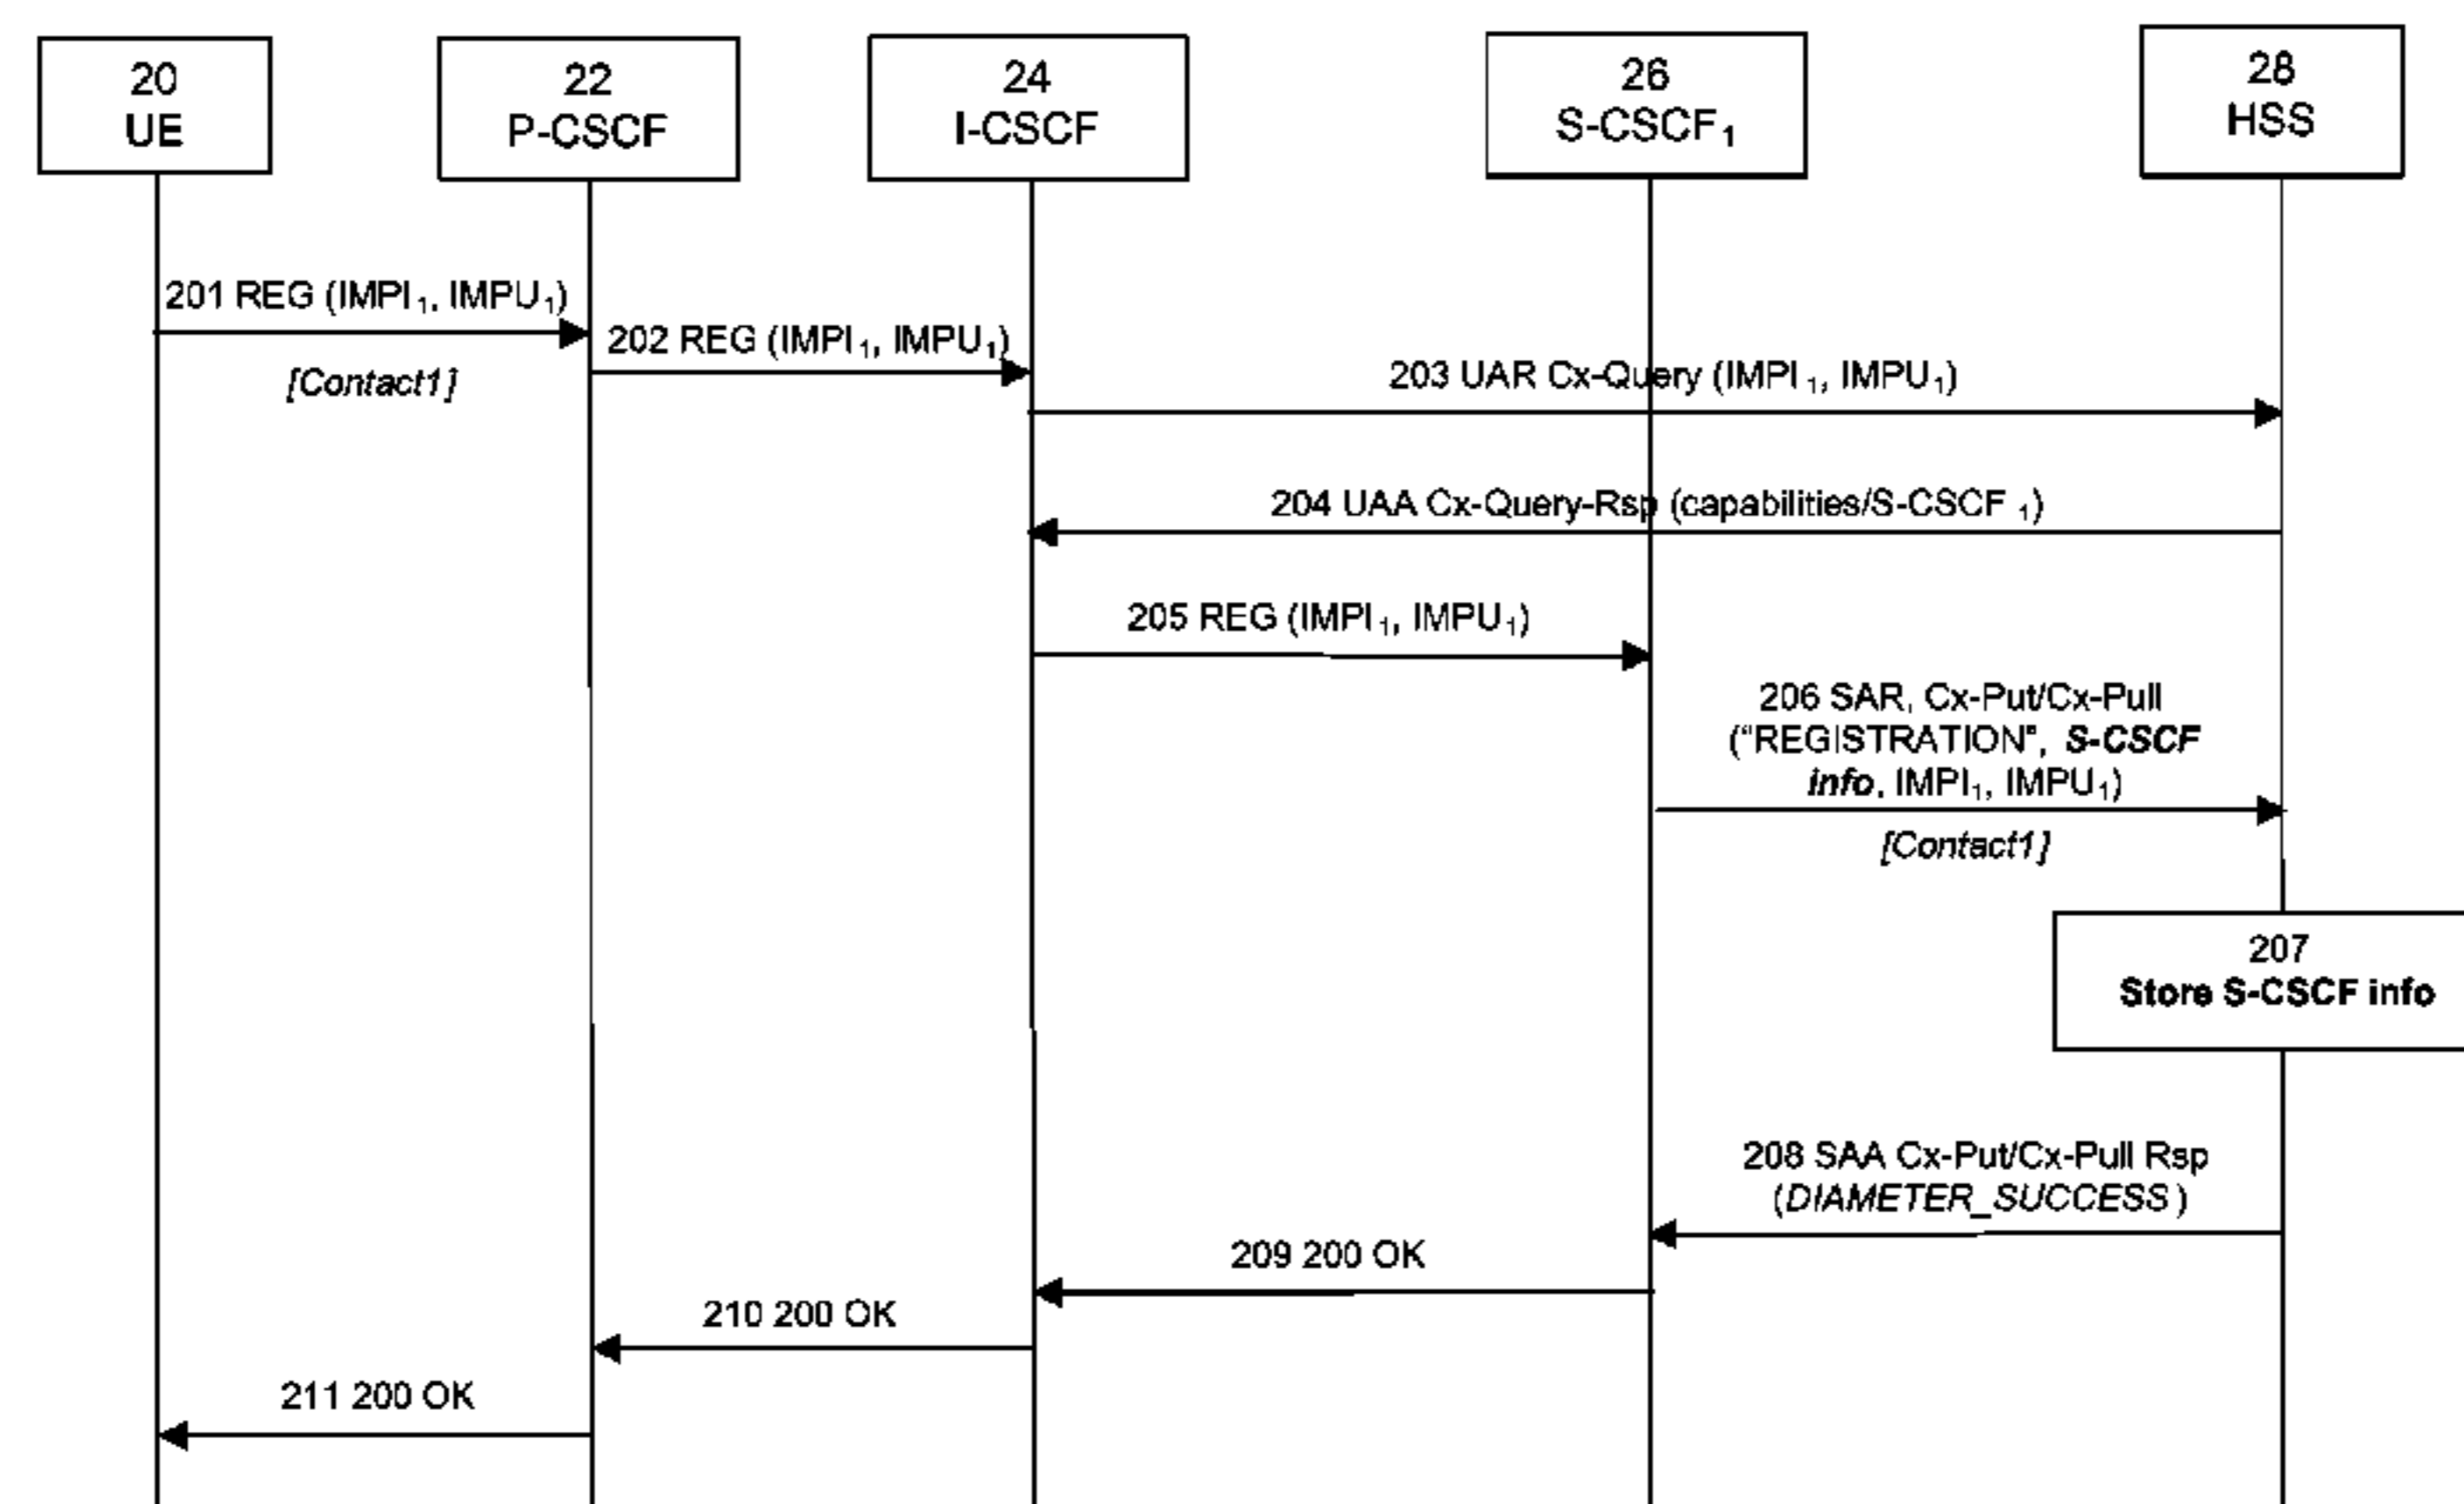 20
UE
22
P-CSCF
24
I-CSCF
26
S-CSCF₁
28
HSS
201 REG (IMPI₁, IMPU₁)
[Contact1]
202 REG (IMPI₁, IMPU₁)
203 UAR Cx-Query (IMPI₁, IMPU₁)
204 UAA Cx-Query-Rsp (capabilities/S-CSCF ₁)
205 REG (IMPI₁, IMPU₁)
206 SAR, Cx-Put/Cx-Pull
("REGISTRATION", S-CSCF
info, IMPI₁, IMPU₁)
[Contact1]
207
Store S-CSCF info
208 SAA Cx-Put/Cx-Pull Rsp
(DIAMETER_SUCCESS)
209 200 OK
210 200 OK
211 200 OK